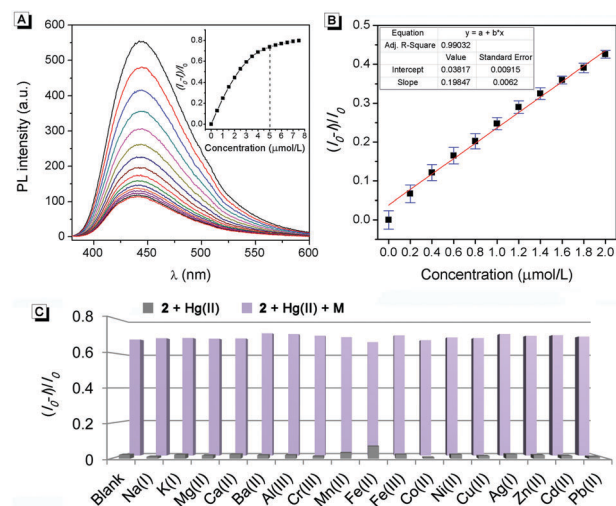 A
PL intensity (a.u.)
600
500
400
300
200
100
0
400
450
500
550
600
λ (nm)
(I0-I)/I0
0.8
0.6
0.4
0.2
0.0
0 1 2 3 4 5 6 7 8
Concentration (μmol/L)
B
(I0-I)/I0
0.5
0.4
0.3
0.2
0.1
0.0
Equation y = a + b*x
Adj. R-Square 0.99032
Value Standard Error
Intercept 0.03817 0.00915
Slope 0.19847 0.0062
0.0 0.2 0.4 0.6 0.8 1.0 1.2 1.4 1.6 1.8 2.0
Concentration (μmol/L)
C
2 + Hg(II) 2 + Hg(II) + M
(I0-I)/I0
0.8
0.6
0.4
0.2
0
Blank
Na(I)
K(I)
Mg(II)
Ca(II)
Ba(II)
Al(III)
Cr(III)
Mn(II)
Fe(II)
Fe(III)
Co(II)
Ni(II)
Cu(II)
Ag(I)
Zn(II)
Cd(II)
Pb(II)